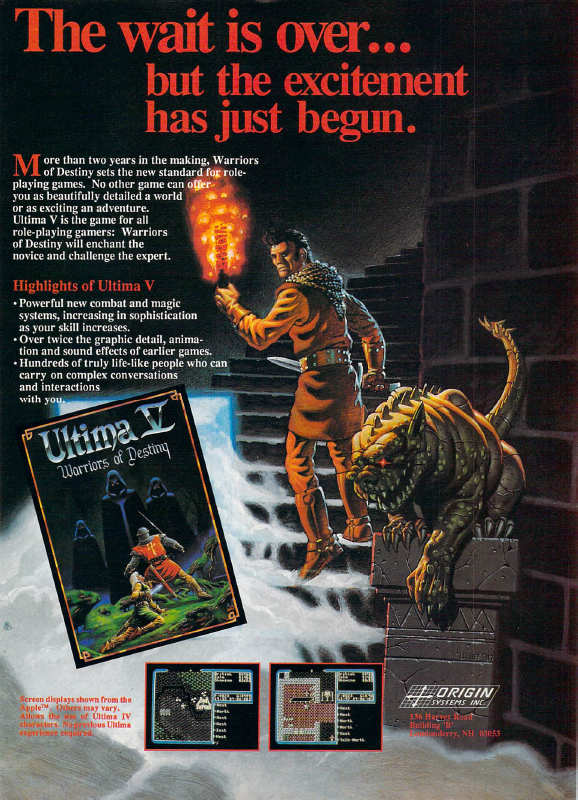 The wait is over...
but the excitement
has just begun.
More than two years in the making, Warriors
of Destiny sets the new standard for role-
playing games. No other game can offer
you as beautifully detailed a world
or as exciting an adventure.
Ultima V is the game for all
role-playing gamers: Warriors
of Destiny will enchant the
novice and challenge the expert.
Highlights of Ultima V
• Powerful new combat and magic
systems, increasing in sophistication
as your skill increases.
• Over twice the graphic detail, anima-
tion and sound effects of earlier games.
• Hundreds of truly life-like people who can
carry on complex conversations
and interactions
with you.
Ultima V
Warriors of Destiny
Screen displays shown from the
Apple™. Others may vary.
Allows the use of Ultima IV
characters. No previous Ultima
experience required.
ORIGIN
SYSTEMS INC.
136 Harvey Road
Building 'B'
Londonderry, NH 03053